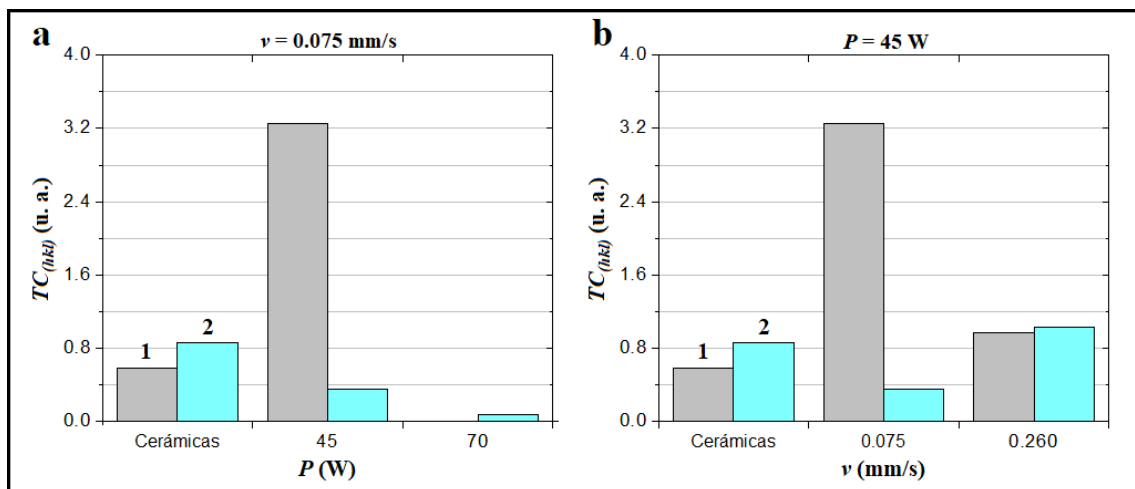 a
v = 0.075 mm/s
4.0
3.2
2.4
1.6
0.8
0.0
TC(hkl) (u. a.)
1
2
Cerámicas 45 70
P (W)
b
P = 45 W
4.0
3.2
2.4
1.6
0.8
0.0
TC(hkl) (u. a.)
1
2
Cerámicas 0.075 0.260
v (mm/s)